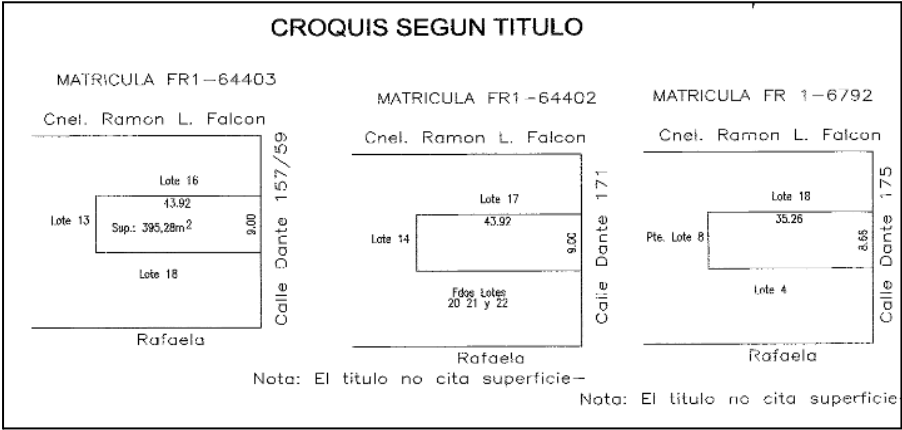 CROQUIS SEGUN TITULO
MATRICULA FR1-64403
Cnel. Ramon L. Falcon
Lote 16
43.92
Lote 13
Sup.: 395,28m2
9.00
Lote 18
Calle Dante 157/59
Rafaela
MATRICULA FR1-64402
Cnel. Ramon L. Falcon
Lote 17
43.92
Lote 14
9.00
Fdos Lotes
20 21 y 22
Calle Dante 171
Rafaela
Nota: El titulo no cita superficie-
MATRICULA FR 1-6792
Cnel. Ramon L. Falcon
Lote 18
35.26
Pte. Lote 8
8.66
Lote 4
Calle Dante 175
Rafaela
Nota: El titulo no cita superficie-